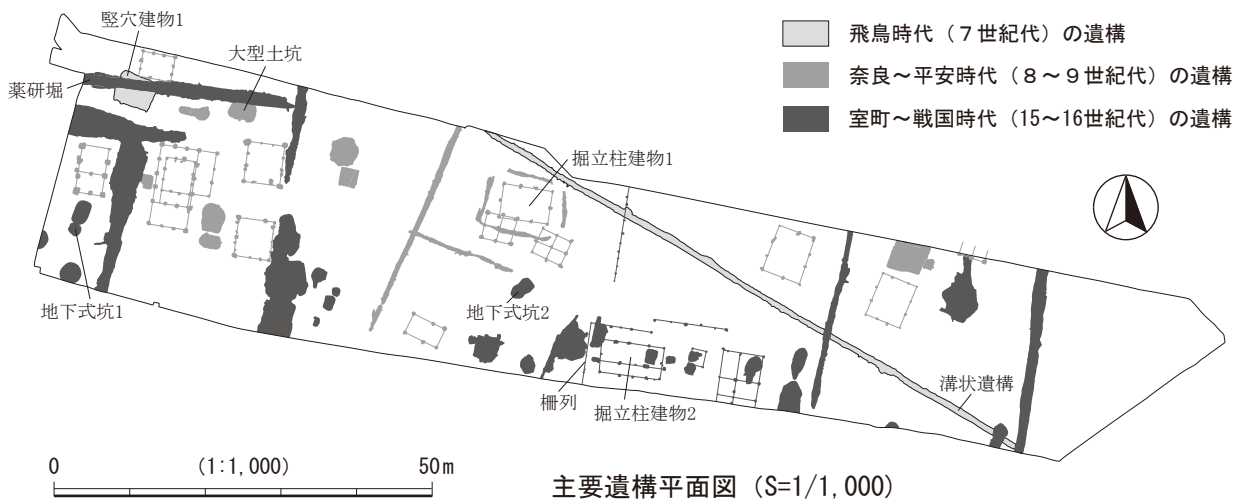 竪穴建物1
大型土坑
薬研堀
飛鳥時代（７世紀代）の遺構
奈良～平安時代（８～９世紀代）の遺構
室町～戦国時代（15～16世紀代）の遺構
掘立柱建物1
地下式坑1
地下式坑2
柵列
掘立柱建物2
溝状遺構
0 (1:1,000) 50m
主要遺構平面図（S=1/1,000）